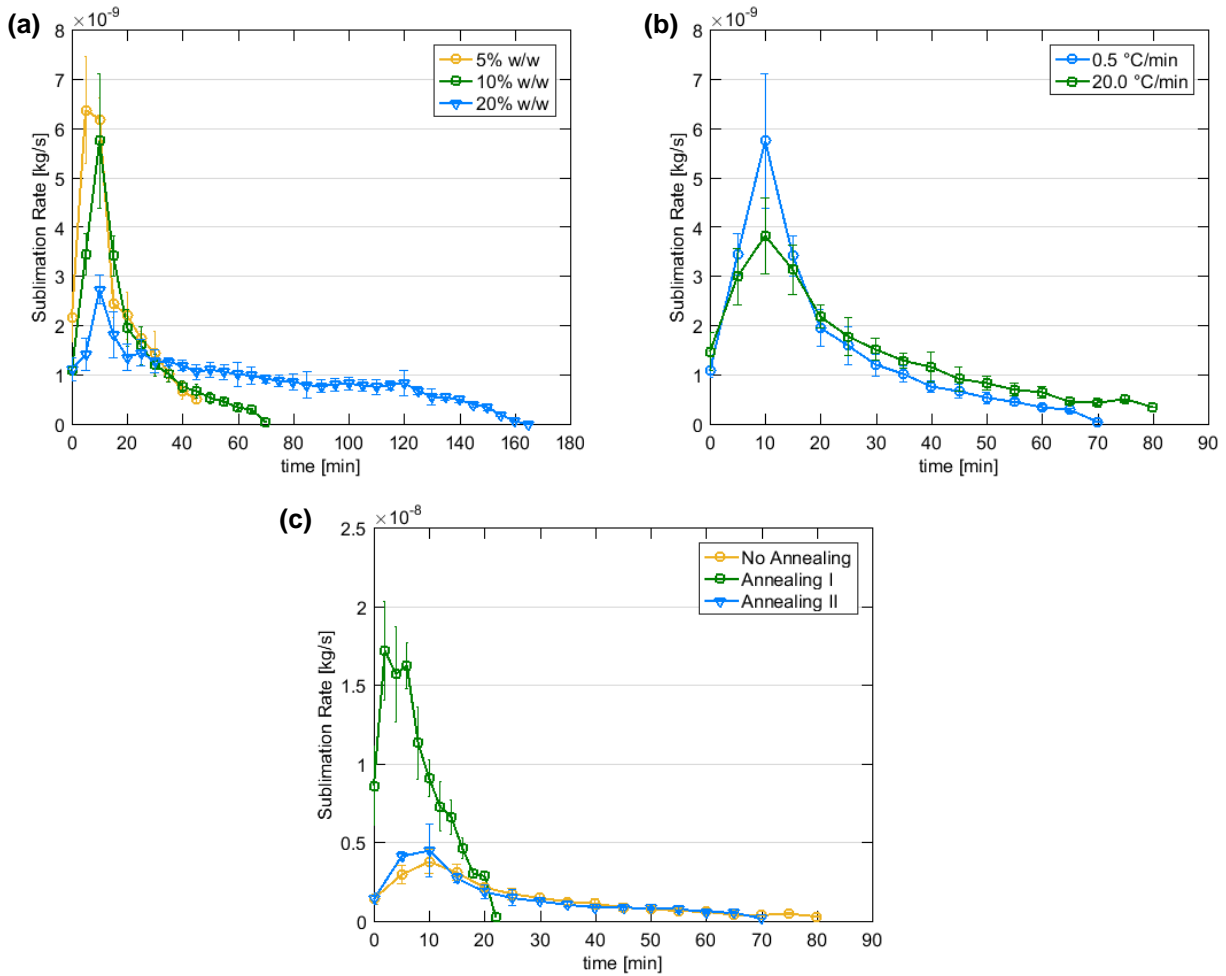 (a)
×10⁻⁹
8
7
6
5
4
3
2
1
0
Sublimation Rate [kg/s]
5% w/w
10% w/w
20% w/w
0 20 40 60 80 100 120 140 160 180
time [min]
(b)
×10⁻⁹
8
7
6
5
4
3
2
1
0
Sublimation Rate [kg/s]
0.5 °C/min
20.0 °C/min
0 10 20 30 40 50 60 70 80 90
time [min]
(c)
×10⁻⁸
2.5
2
1.5
1
0.5
0
Sublimation Rate [kg/s]
No Annealing
Annealing I
Annealing II
0 10 20 30 40 50 60 70 80 90
time [min]